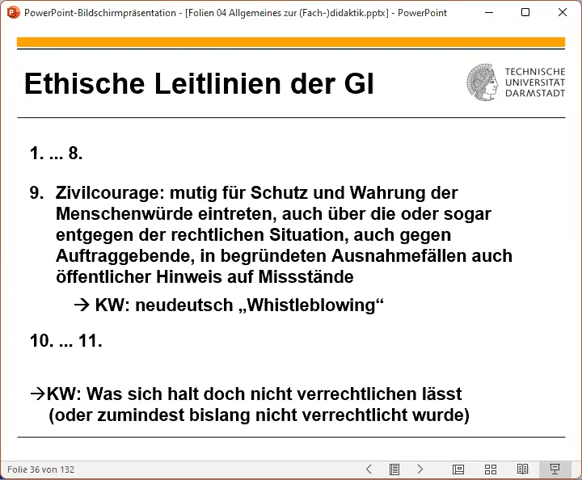 PowerPoint-Bildschirmpräsentation - [Folien 04 Allgemeines zur (Fach-)didaktik.pptx] - PowerPoint
Ethische Leitlinien der GI
TECHNISCHE
UNIVERSITÄT
DARMSTADT
1. ... 8.
9. Zivilcourage: mutig für Schutz und Wahrung der
Menschenwürde eintreten, auch über die oder sogar
entgegen der rechtlichen Situation, auch gegen
Auftraggebende, in begründeten Ausnahmefällen auch
öffentlicher Hinweis auf Missstände
→ KW: neudeutsch „Whistleblowing“
10. ... 11.
→KW: Was sich halt doch nicht verrechtlichen lässt
(oder zumindest bislang nicht verrechtlicht wurde)
Folie 36 von 132